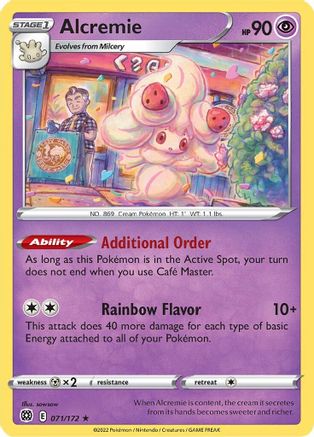 STAGE 1
Alcremie
HP 90
Evolves from Milcery
NO. 869 Cream Pokémon HT: 1' WT: 1.1 lbs.
Ability Additional Order
As long as this Pokémon is in the Active Spot, your turn
does not end when you use Café Master.
Rainbow Flavor 10+
This attack does 40 more damage for each type of basic
Energy attached to all of your Pokémon.
weakness ×2 resistance retreat
Illus. sowsow
E 071/172 ★
When Alcremie is content, the cream it secretes
from its hands becomes sweeter and richer.
©2022 Pokémon / Nintendo / Creatures / GAME FREAK